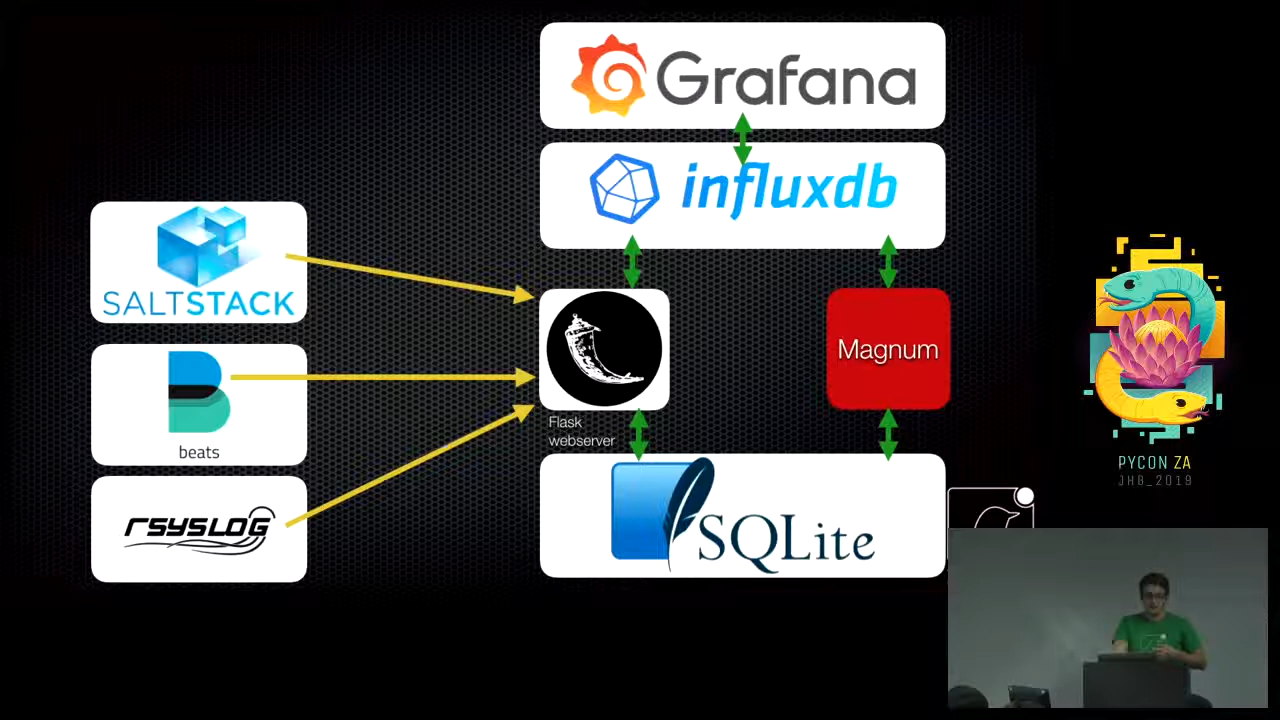 Grafana
influxdb
SALTSTACK
beats
rsyslog
Flask
webserver
Magnum
SQLite
PYCON ZA
JHB_2019